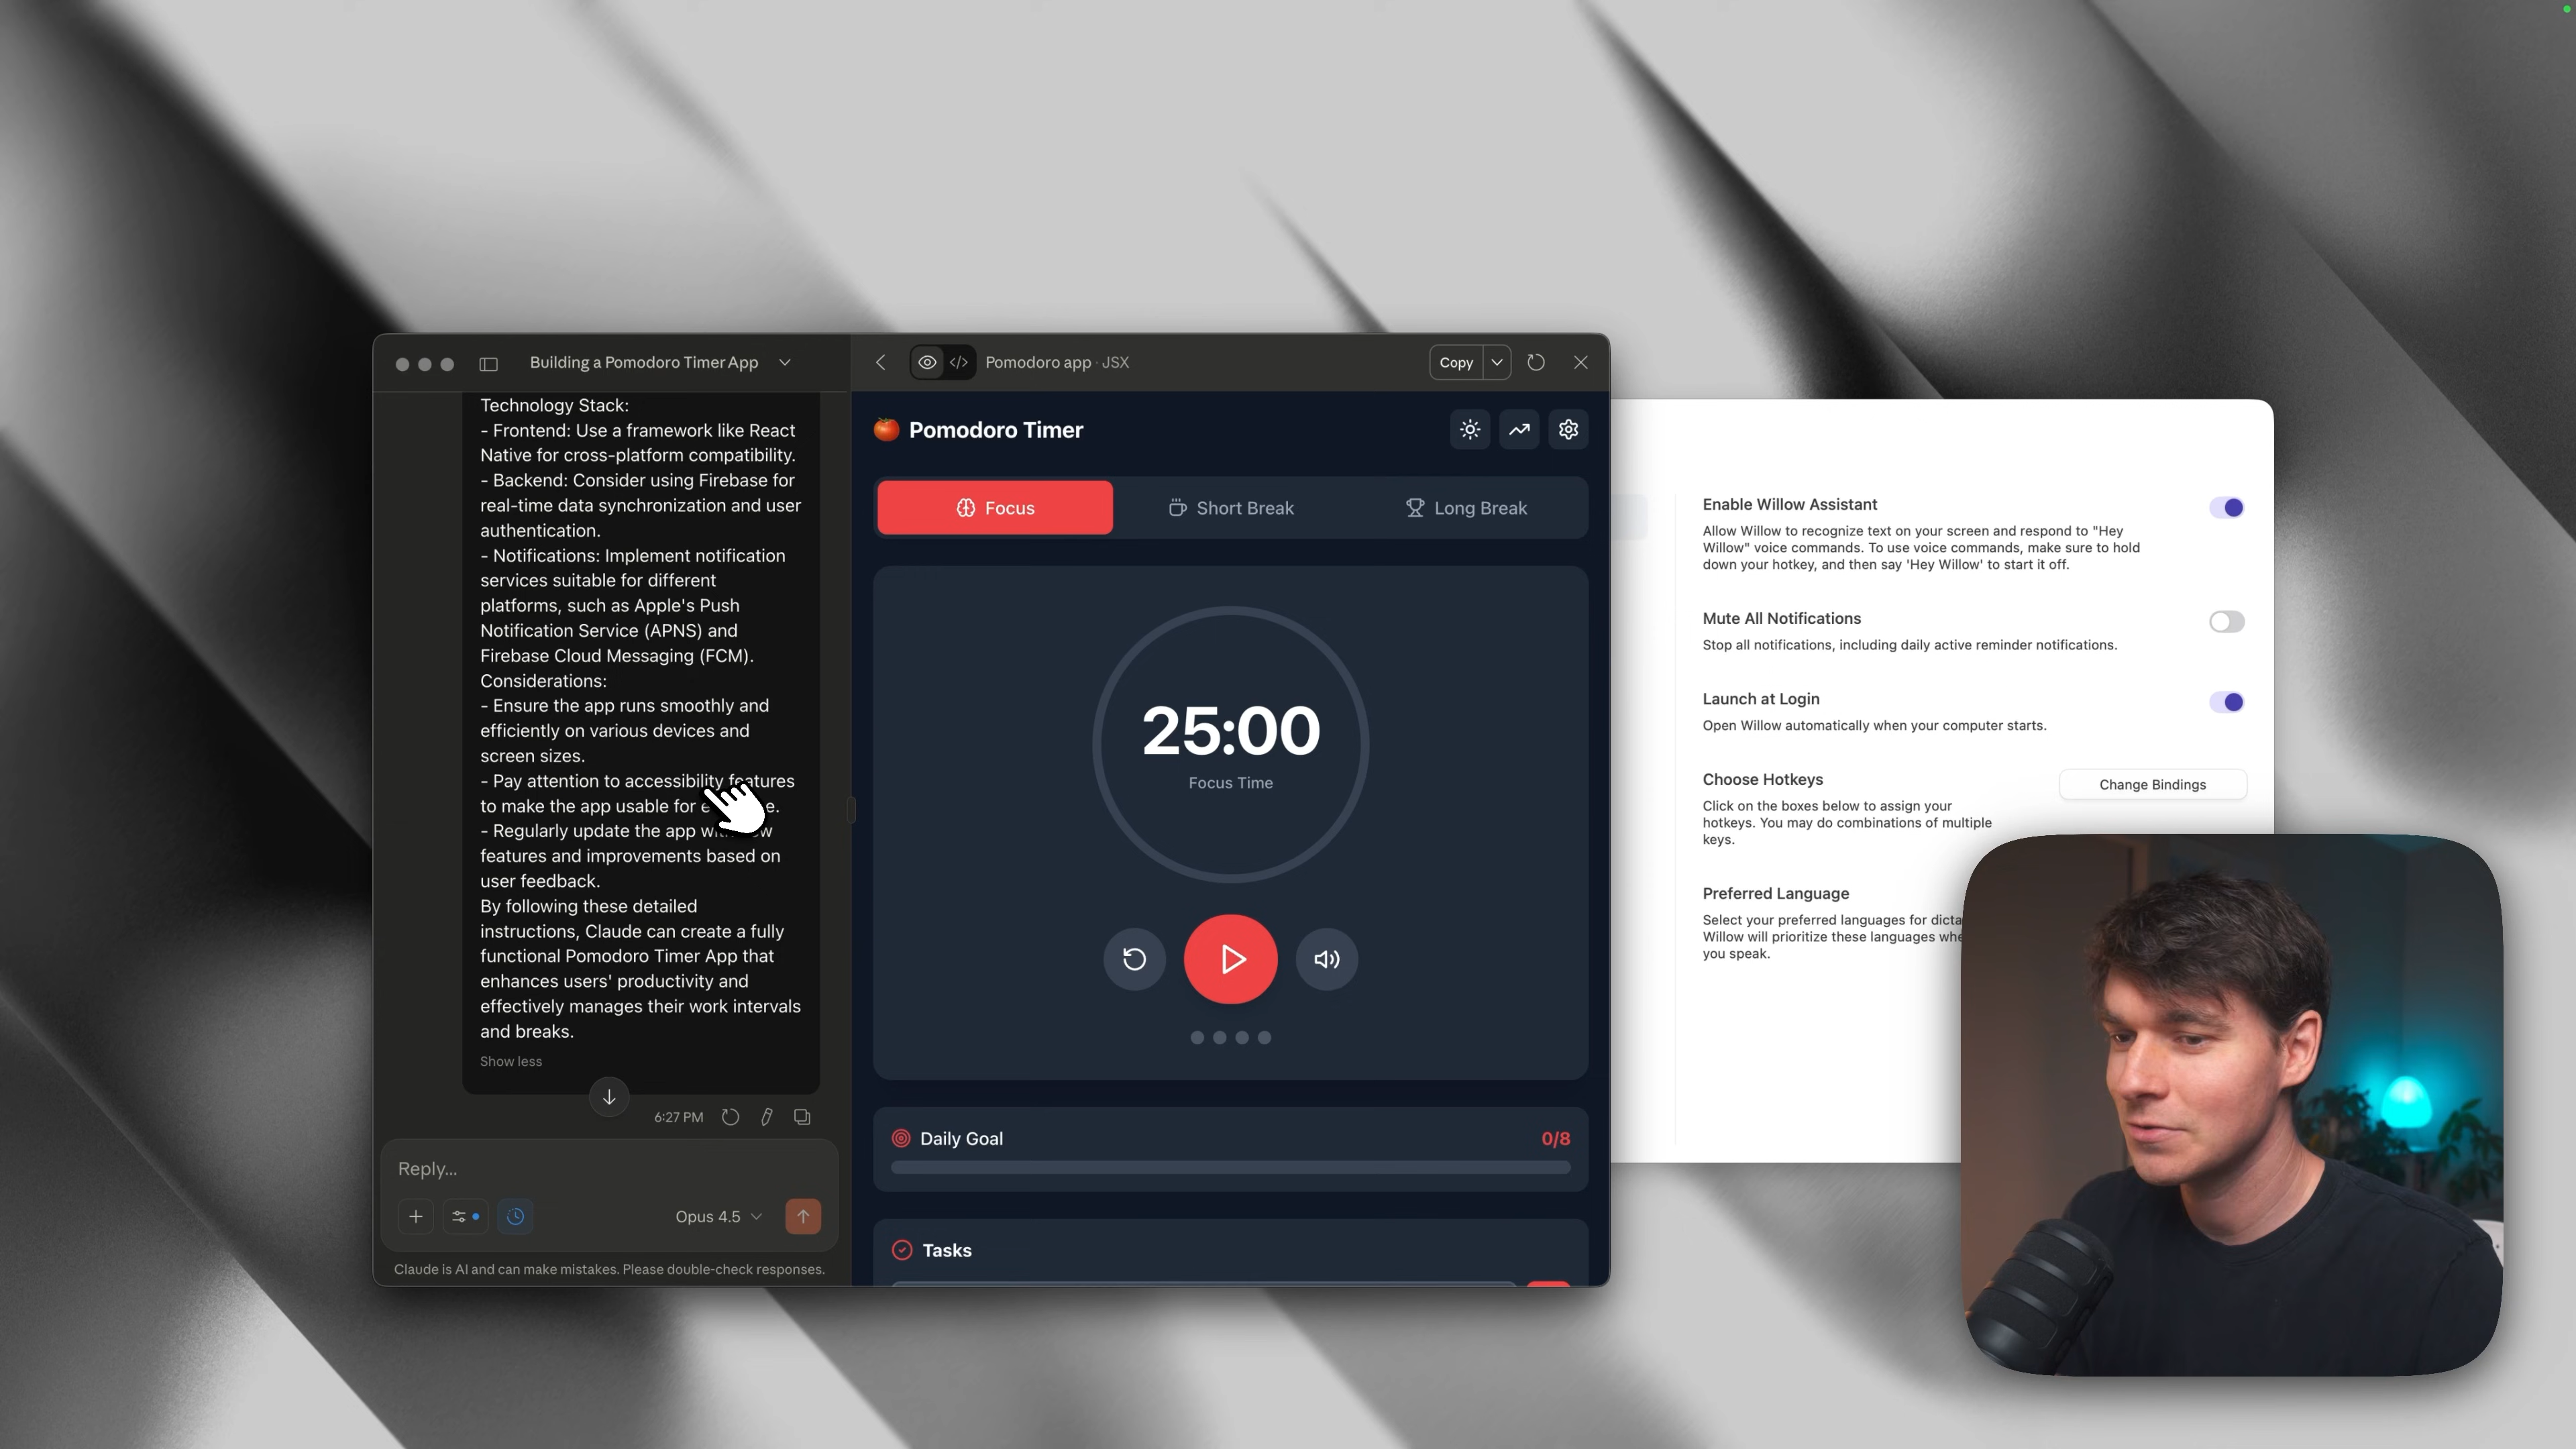 Building a Pomodoro Timer App
Technology Stack:
- Frontend: Use a framework like React
Native for cross-platform compatibility.
- Backend: Consider using Firebase for
real-time data synchronization and user
authentication.
- Notifications: Implement notification
services suitable for different
platforms, such as Apple's Push
Notification Service (APNS) and
Firebase Cloud Messaging (FCM).
Considerations:
- Ensure the app runs smoothly and
efficiently on various devices and
screen sizes.
- Pay attention to accessibility features
to make the app usable for
- Regularly update the app
features and improvements based on
user feedback.
By following these detailed
instructions, Claude can create a fully
functional Pomodoro Timer App that
enhances users' productivity and
effectively manages their work intervals
and breaks.
Show less
6:27 PM
Reply...
Opus 4.5
Claude is AI and can make mistakes. Please double-check responses.
Pomodoro app · JSX
Copy
Pomodoro Timer
Focus
Short Break
Long Break
25:00
Focus Time
Daily Goal
0/8
Tasks
Enable Willow Assistant
Allow Willow to recognize text on your screen and respond to "Hey
Willow" voice commands. To use voice commands, make sure to hold
down your hotkey, and then say 'Hey Willow' to start it off.
Mute All Notifications
Stop all notifications, including daily active reminder notifications.
Launch at Login
Open Willow automatically when your computer starts.
Choose Hotkeys
Change Bindings
Click on the boxes below to assign your
hotkeys. You may do combinations of multiple
keys.
Preferred Language
Select your preferred languages for
Willow will prioritize these languages
you speak.